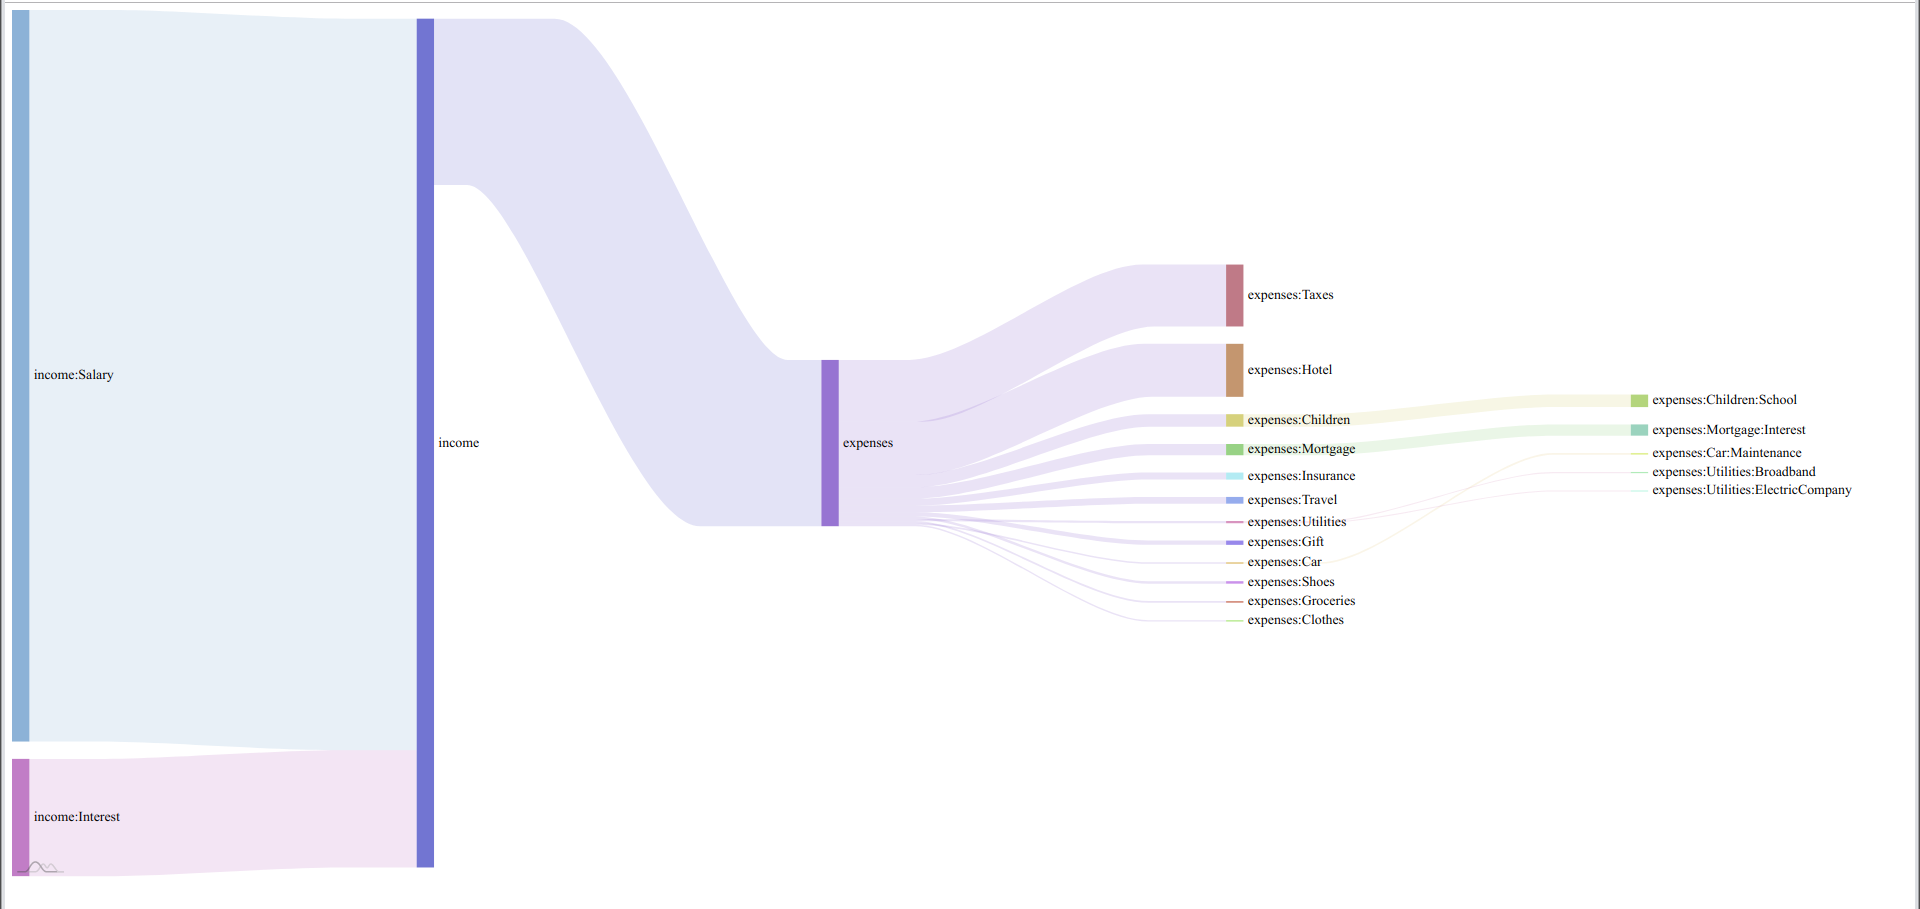 income:Salary
income:Interest
income
expenses
expenses:Taxes
expenses:Hotel
expenses:Children
expenses:Mortgage
expenses:Insurance
expenses:Travel
expenses:Utilities
expenses:Gift
expenses:Car
expenses:Shoes
expenses:Groceries
expenses:Clothes
expenses:Children:School
expenses:Mortgage:Interest
expenses:Car:Maintenance
expenses:Utilities:Broadband
expenses:Utilities:ElectricCompany